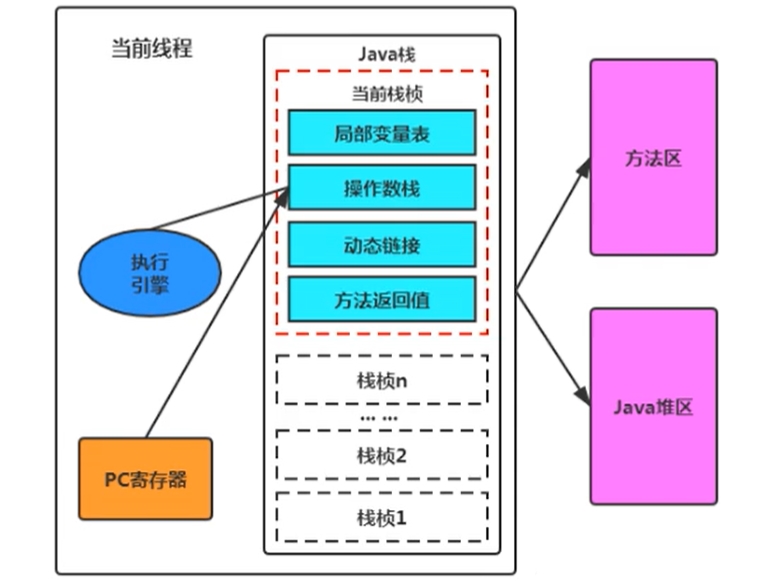 当前线程
Java栈
当前栈桢
局部变量表
操作数栈
动态链接
方法返回值
执行
引擎
PC寄存器
栈桢n
... ...
栈桢2
栈桢1
方法区
Java堆区